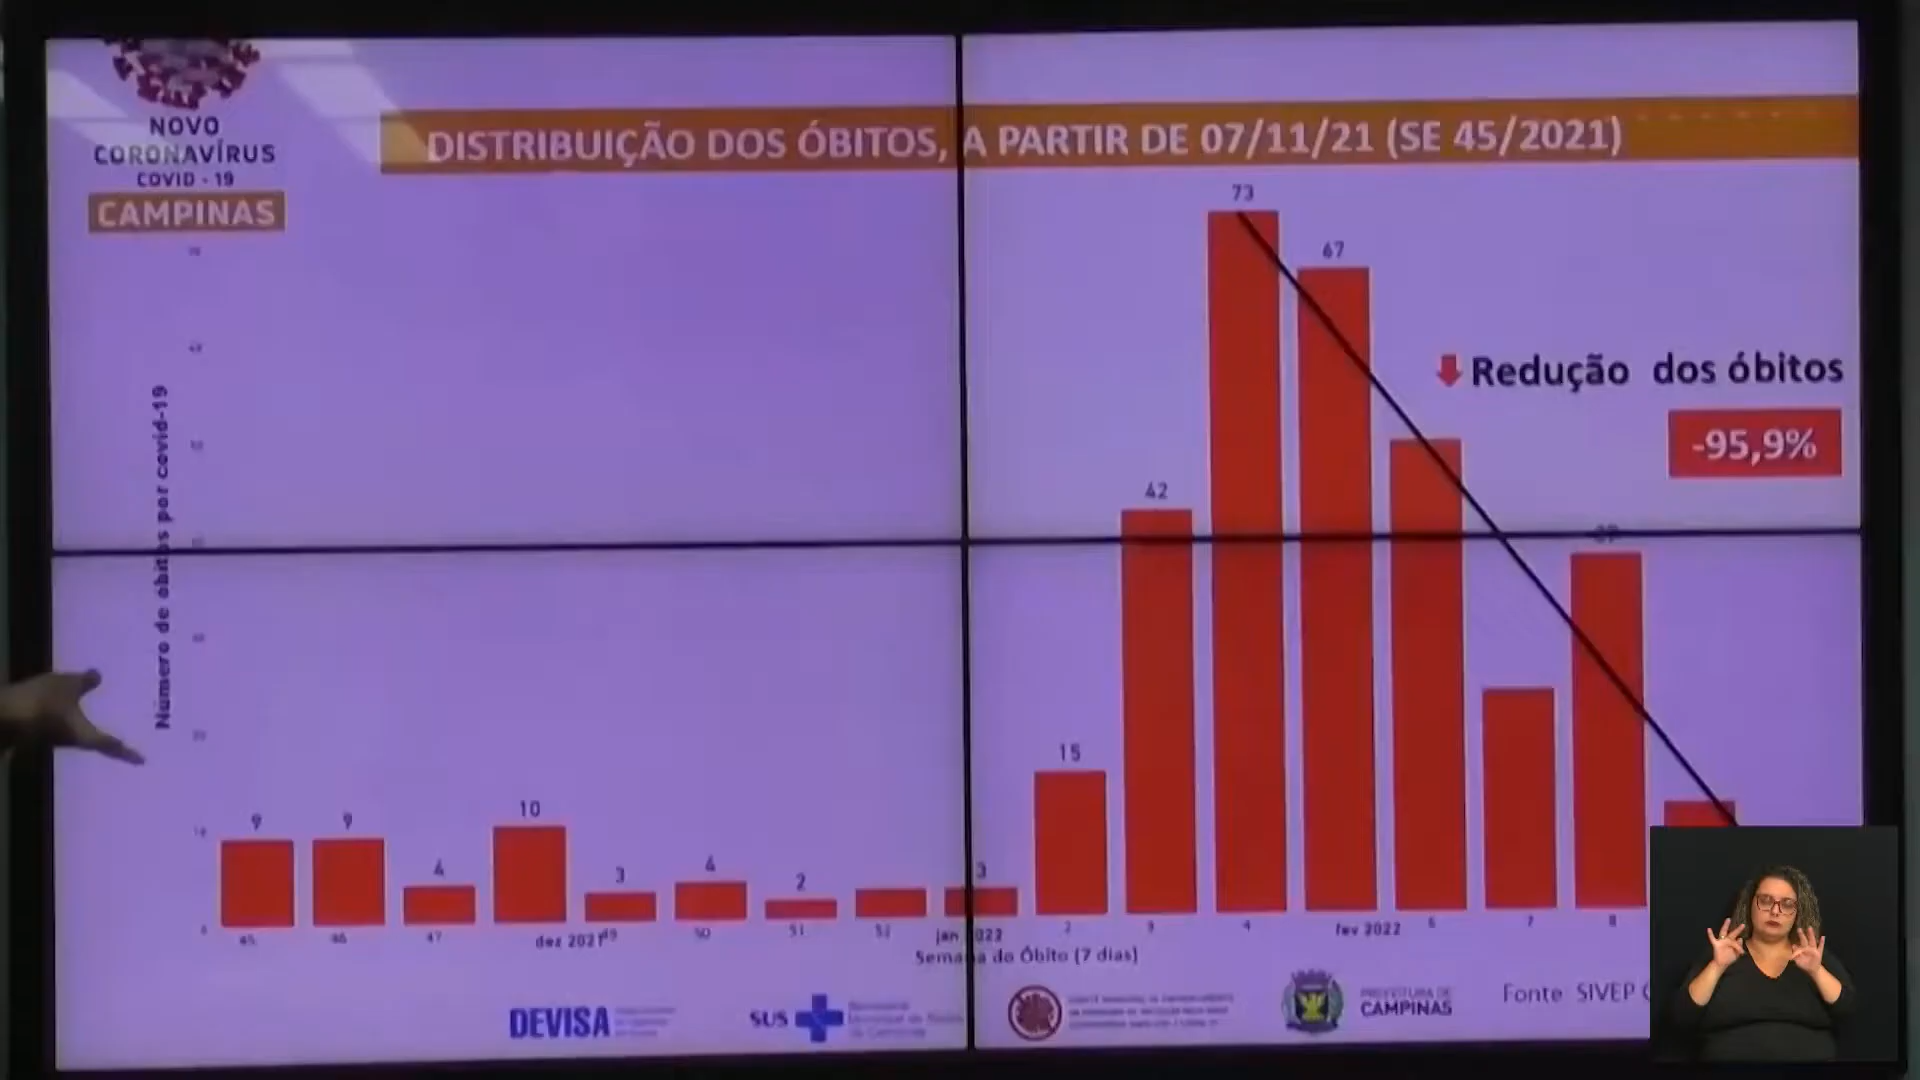 NOVO
CORONAVÍRUS
COVID - 19
CAMPINAS
DISTRIBUIÇÃO DOS ÓBITOS, A PARTIR DE 07/11/21 (SE 45/2021)
73
67
Redução dos óbitos
-95,9%
42
15
Número de óbitos por covid-19
9 9 4 10 3 4 2 3
45 46 47 dez 2021 49 50 51 52 jan 2022 2 3 4 fev 2022 6 7 8
Semana do Óbito (7 dias)
DEVISA
SUS
PREFEITURA DE
CAMPINAS
Fonte SIVEP